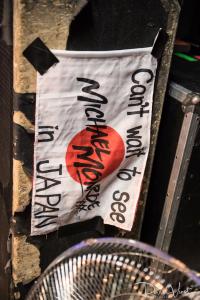 Can't wait to see
MICHAEL MONROE
in JAPAN